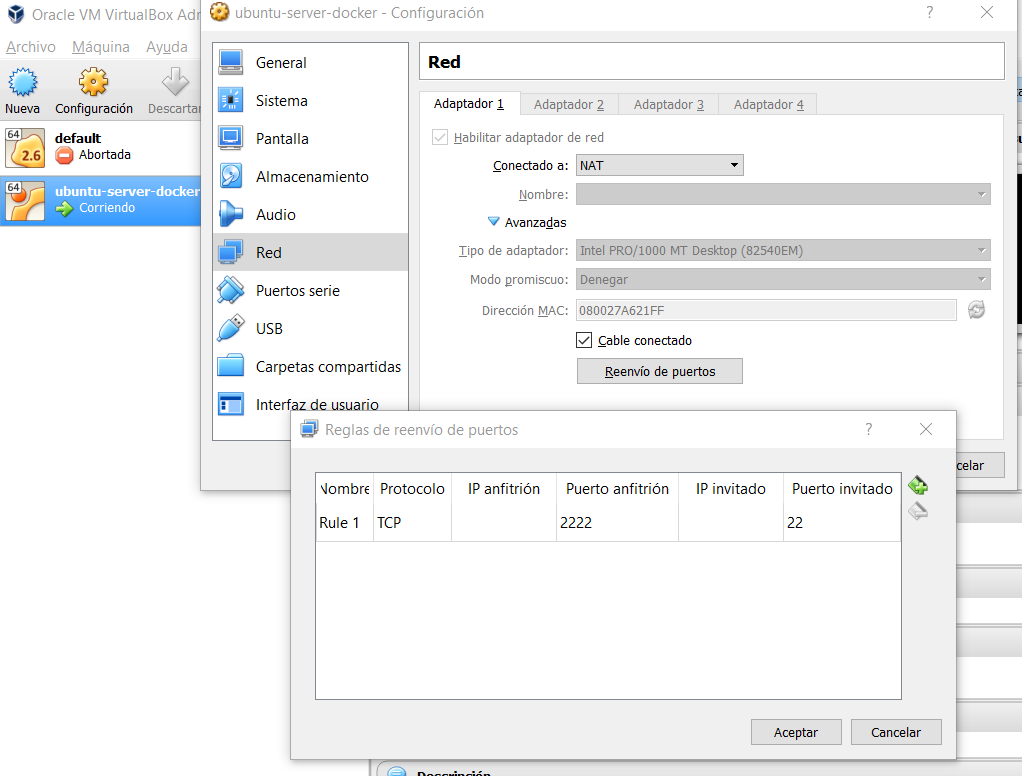 Oracle VM VirtualBox Adr
Archivo Máquina Ayuda
Nueva Configuración Descartar
64 2.6 default
Abortada
64 ubuntu-server-docker
Corriendo
ubuntu-server-docker - Configuración ?
General
Sistema
Pantalla
Almacenamiento
Audio
Red
Puertos serie
USB
Carpetas compartidas
Interfaz de usuario
Red
Adaptador 1 Adaptador 2 Adaptador 3 Adaptador 4
Habilitar adaptador de red
Conectado a: NAT
Nombre:
Avanzadas
Tipo de adaptador: Intel PRO/1000 MT Desktop (82540EM)
Modo promiscuo: Denegar
Dirección MAC: 080027A621FF
Cable conectado
Reenvío de puertos
celar
Reglas de reenvío de puertos ?
Nombre Protocolo IP anfitrión Puerto anfitrión IP invitado Puerto invitado
Rule 1 TCP 2222 22
Aceptar Cancelar
Descripción